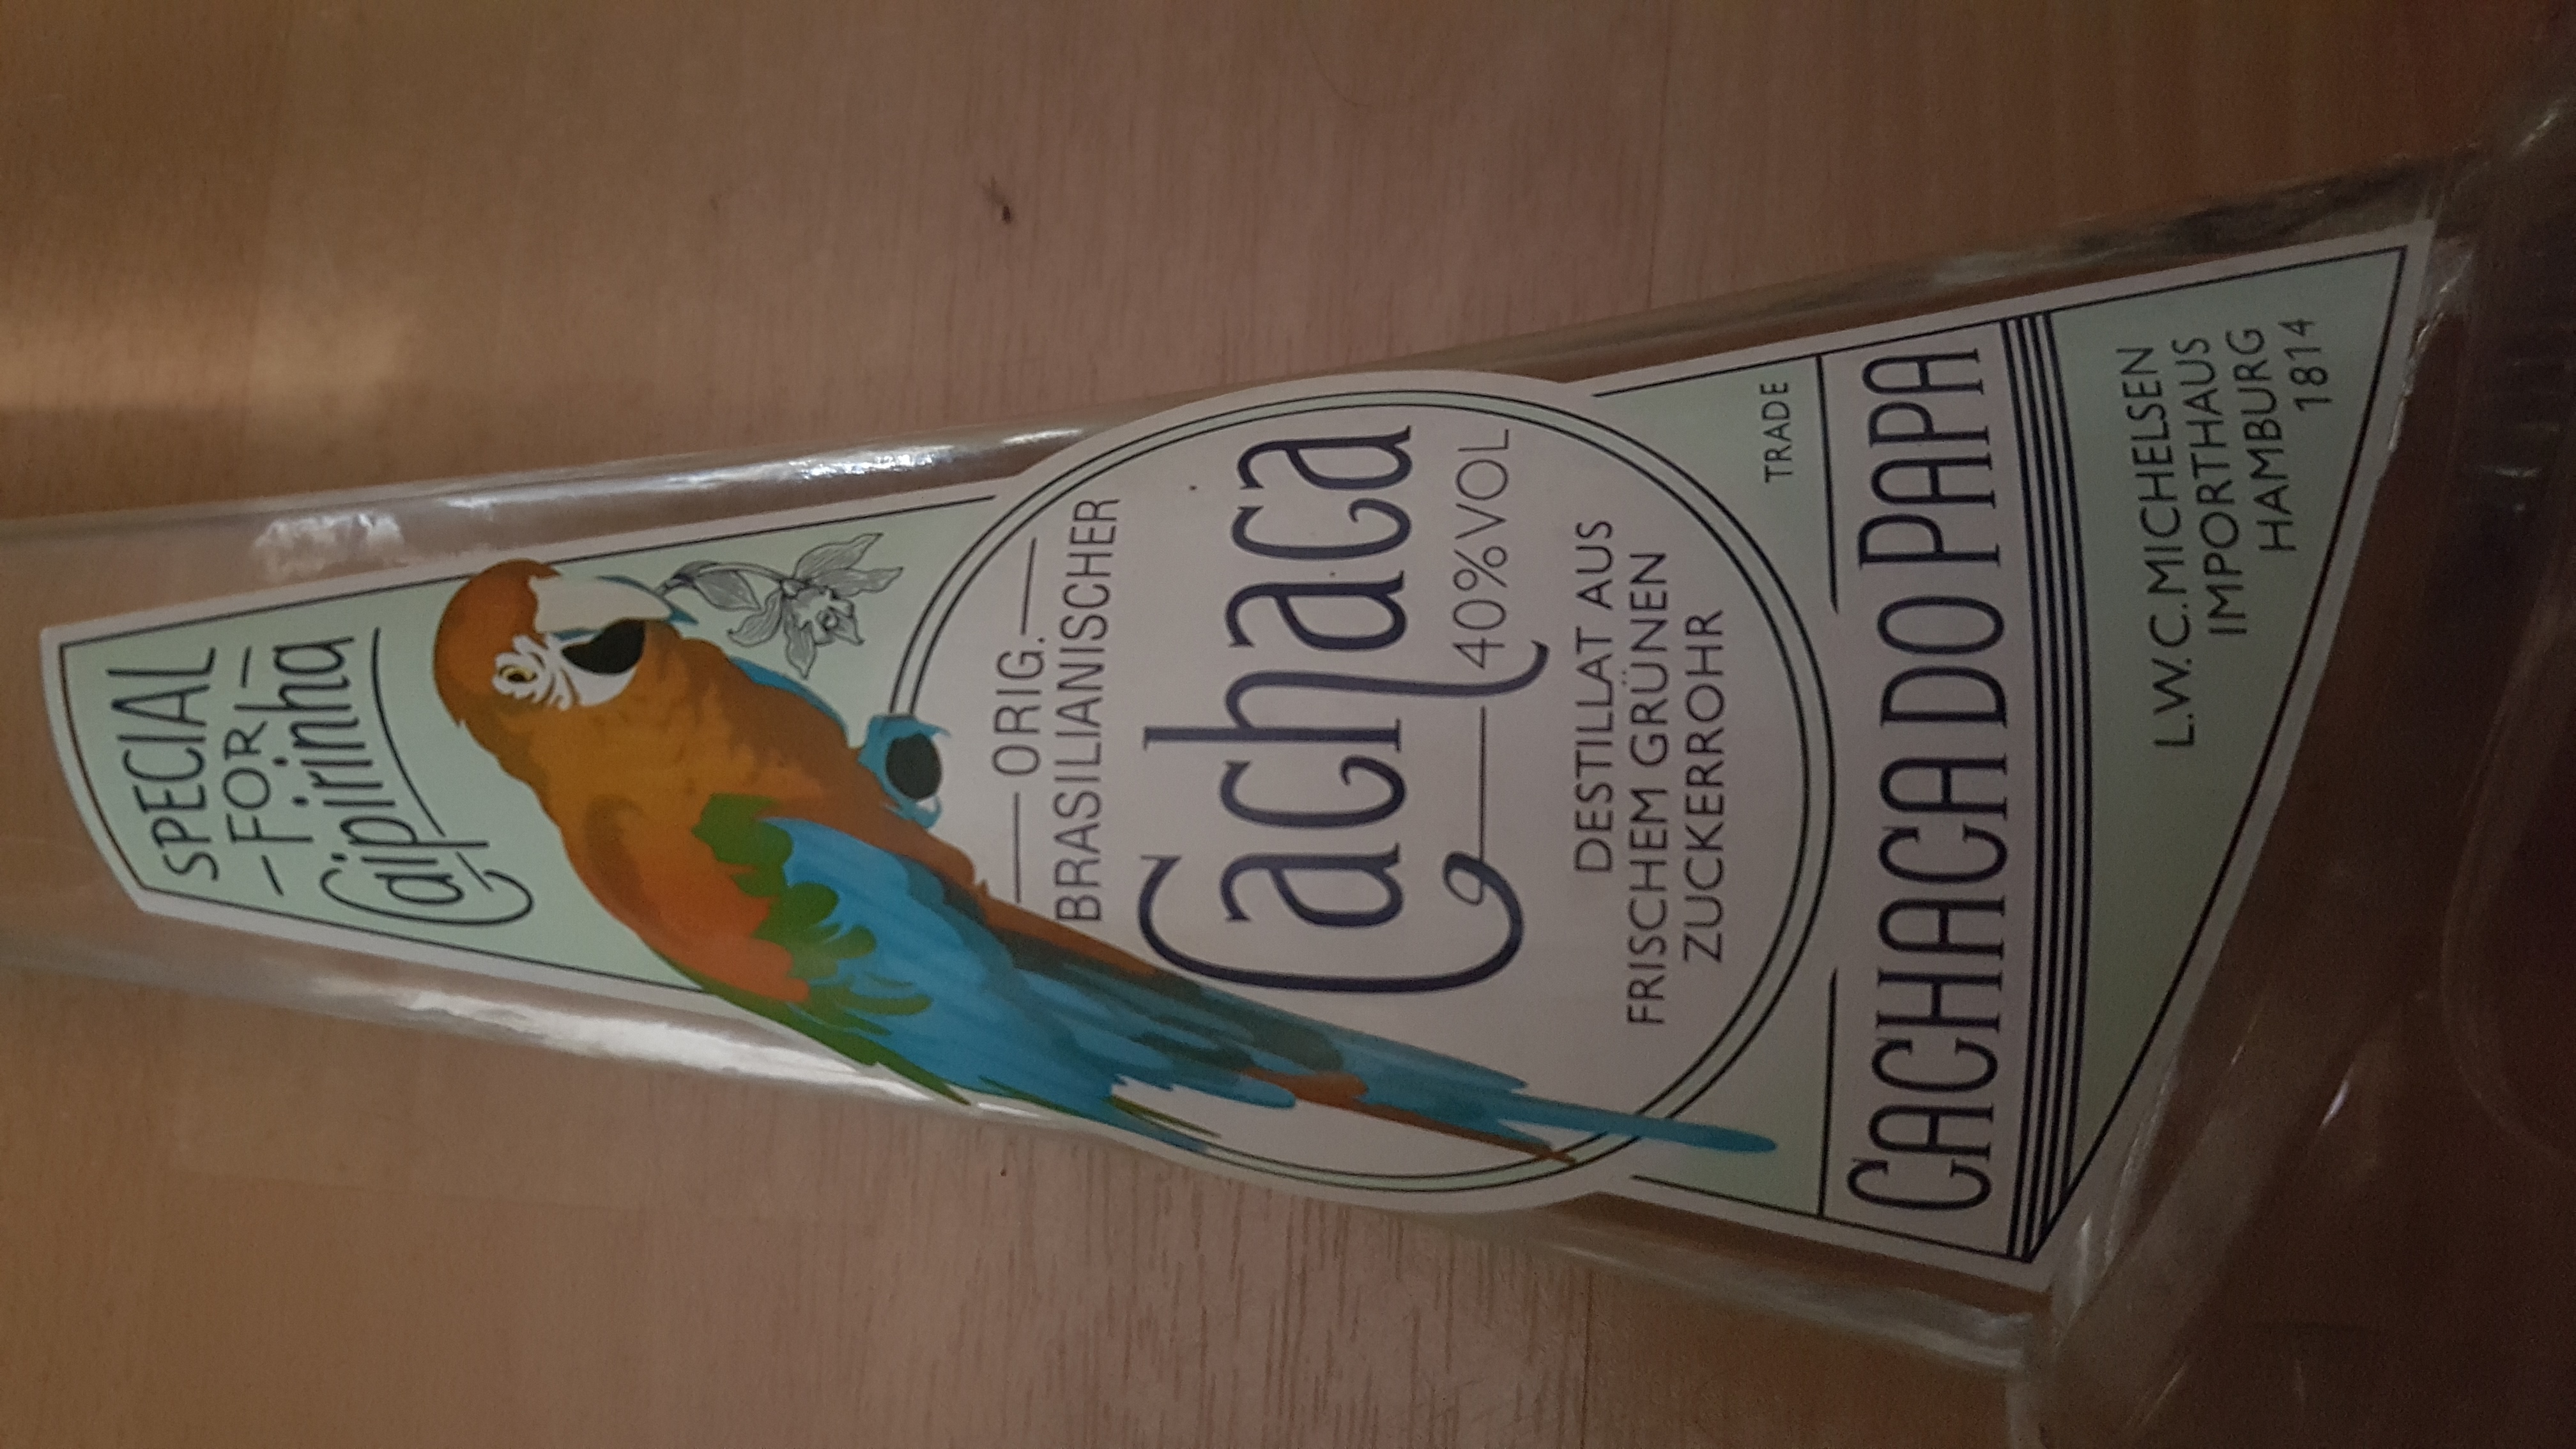 SPECIAL
FOR
Caipirinha
ORIG.
BRASILIANISCHER
Cachaca
40%VOL
DESTILLAT AUS
FRISCHEM GRÜNEN
ZUCKERROHR
TRADE
CACHACA DO PAPA
L.W.C.MICHELSEN
IMPORTHAUS
HAMBURG
1814